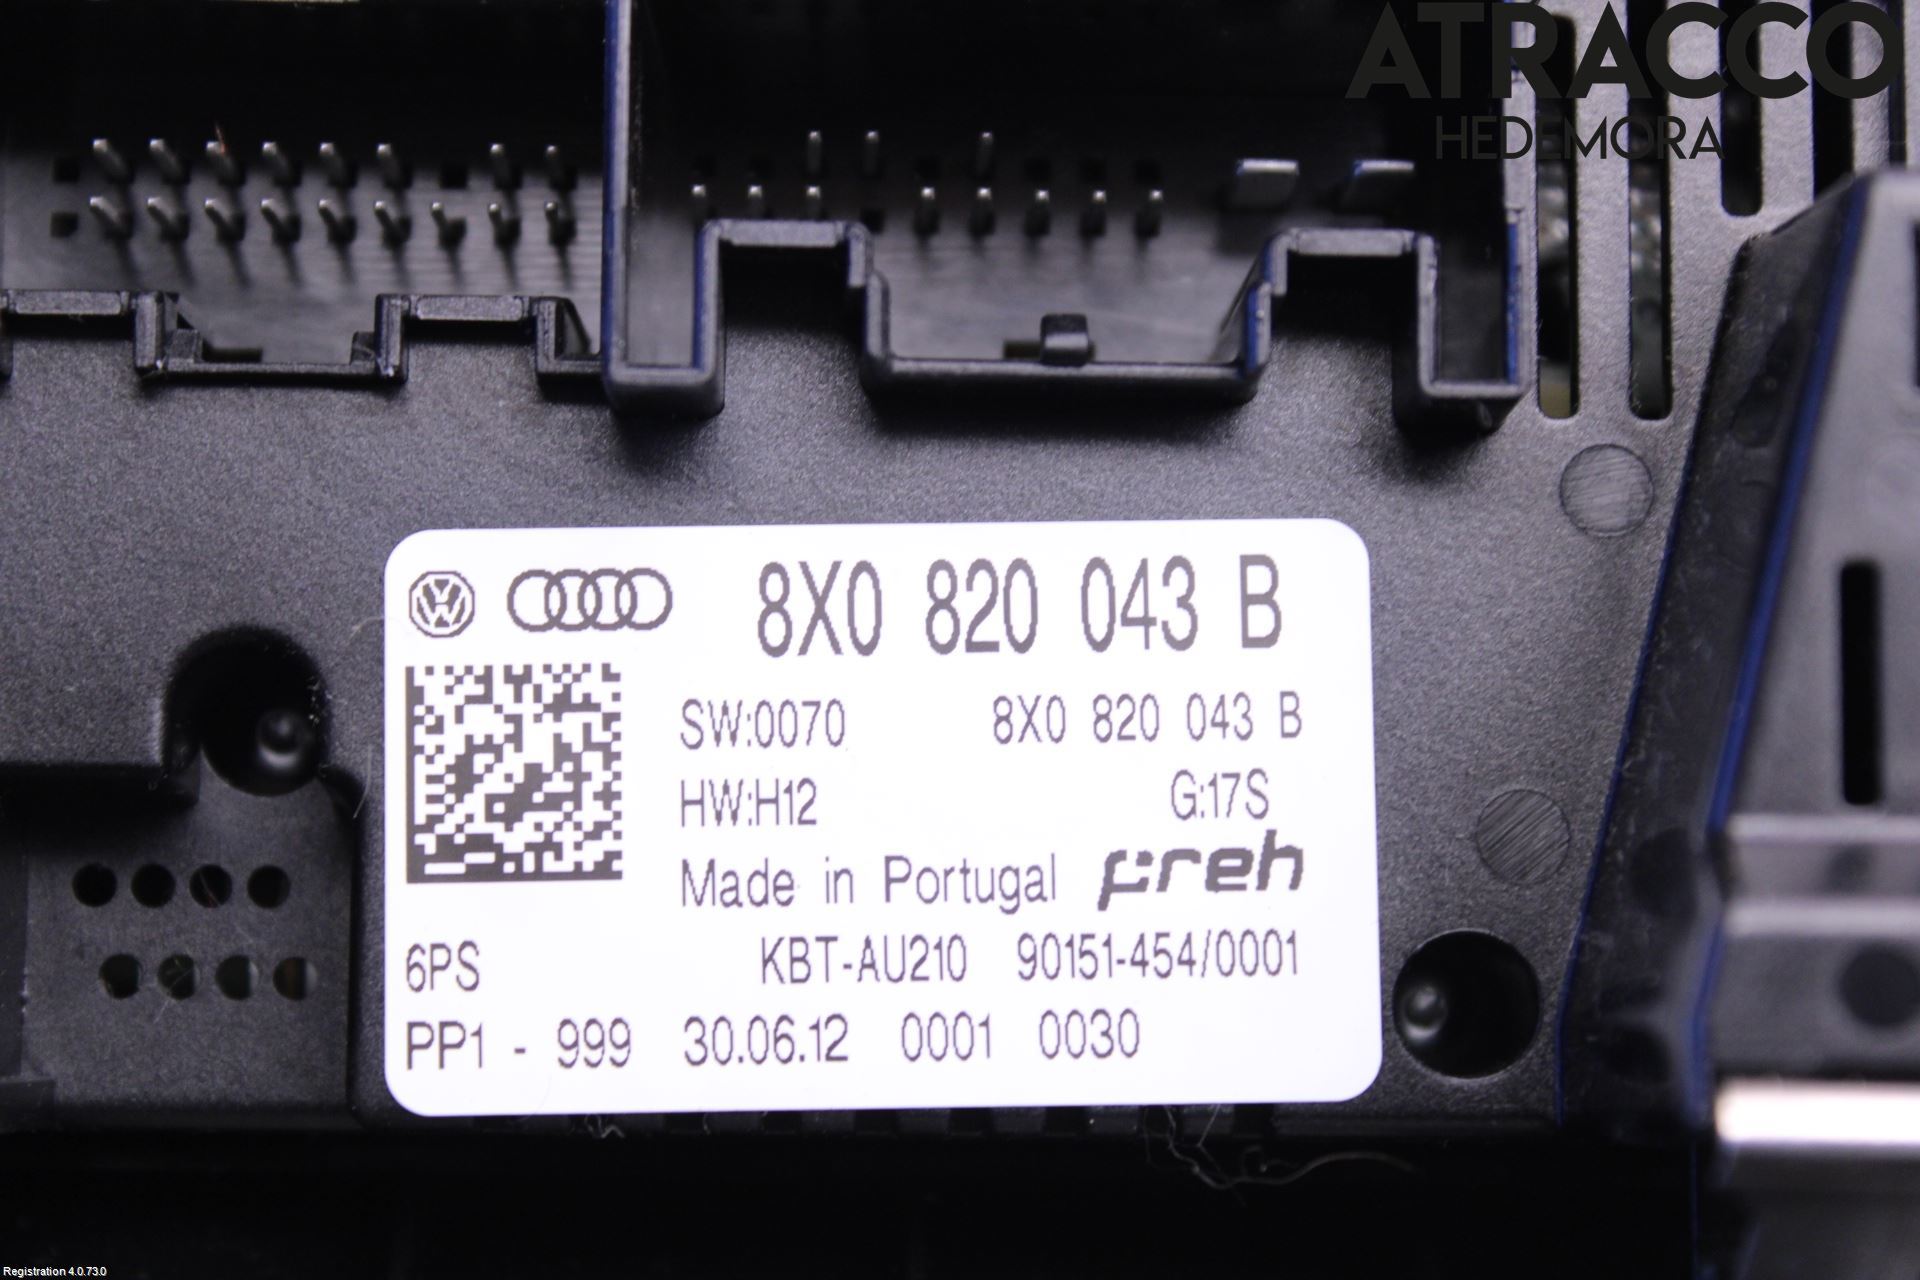 ATRACCO
HEDEMORA
8X0 820 043 B
SW:0070 8X0 820 043 B
HW:H12 G:17S
Made in Portugal preh
6PS KBT-AU210 90151-454/0001
PP1 - 999 30.06.12 0001 0030
Registration 4.0.73.0